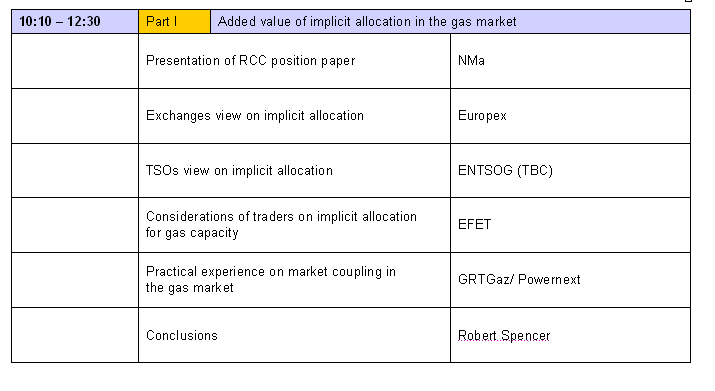 10:10 – 12:30 Part I Added value of implicit allocation in the gas market
Presentation of RCC position paper NMa
Exchanges view on implicit allocation Europex
TSOs view on implicit allocation ENTSOG (TBC)
Considerations of traders on implicit allocation
for gas capacity EFET
Practical experience on market coupling in
the gas market GRTGaz/ Powernext
Conclusions Robert Spencer